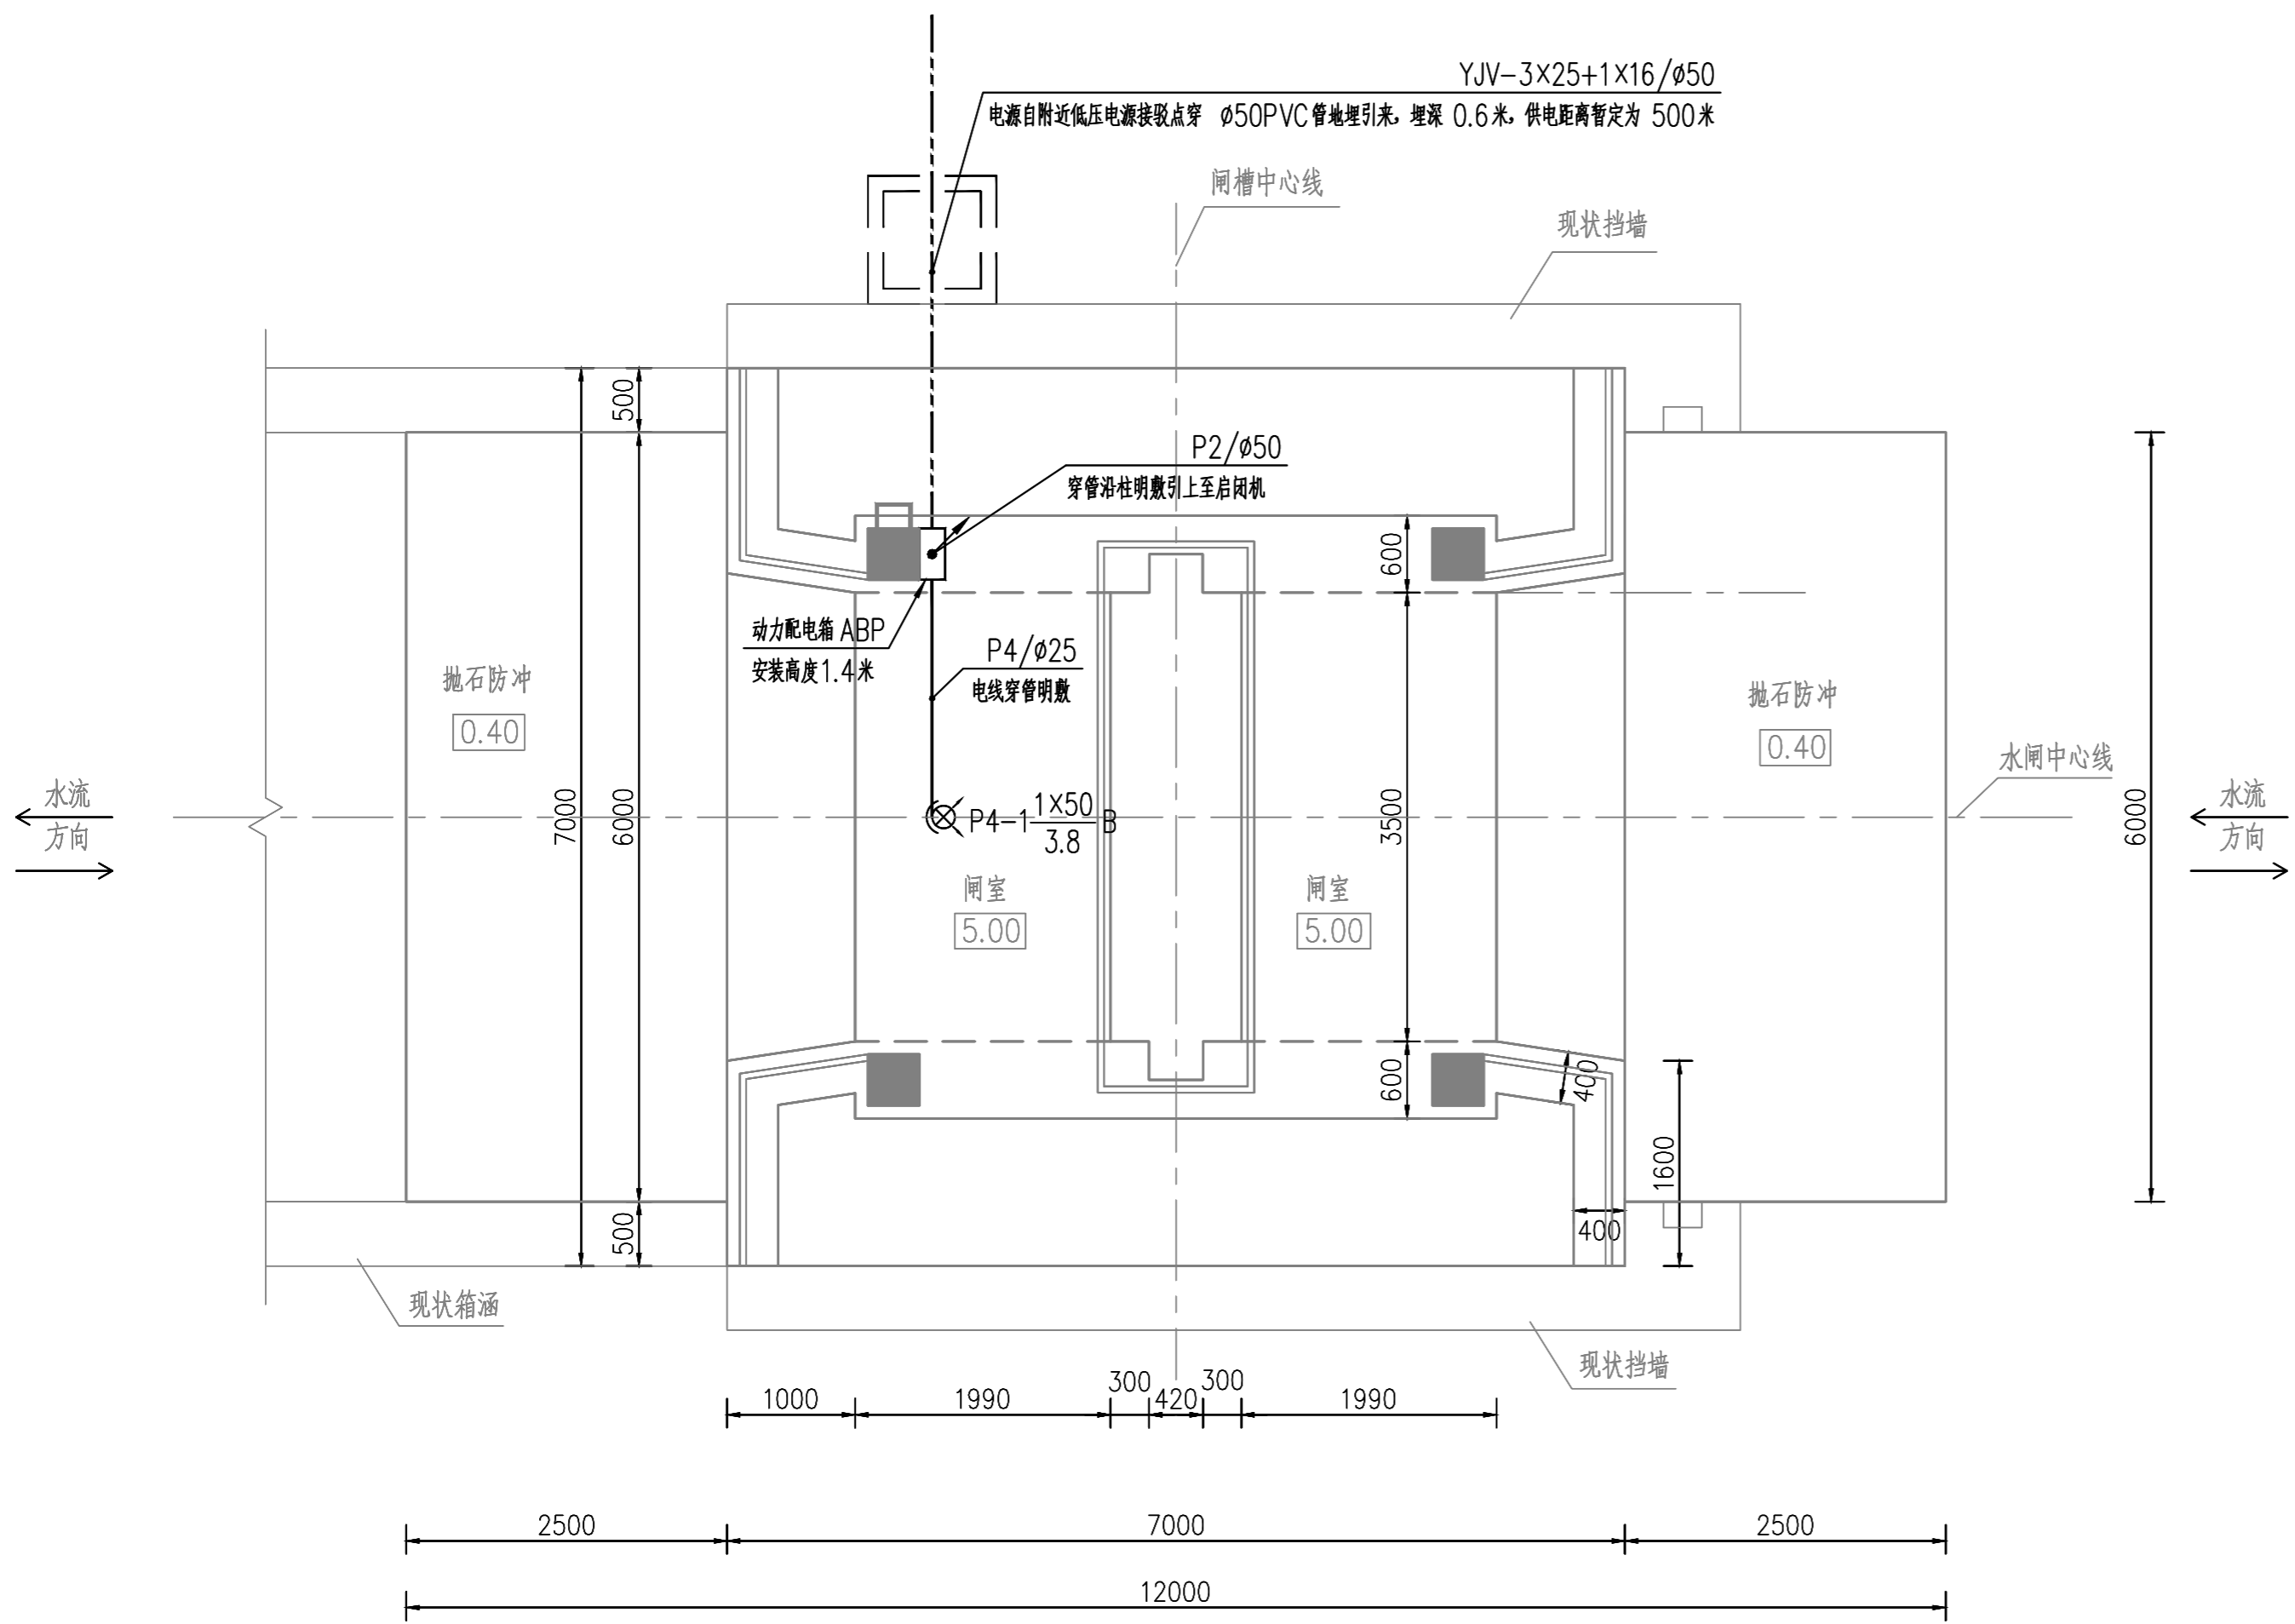 YJV-3×25+1×16/ø50
电源自附近低压电源接驳点穿 ø50PVC管地埋引来，埋深 0.6米，供电距离暂定为 500米
闸槽中心线
现状挡墙
500
P2/ø50
穿管沿柱明敷引上至启闭机
600
动力配电箱 ABP
安装高度1.4米
P4/ø25
电线穿管明敷
抛石防冲
0.40
抛石防冲
0.40
水闸中心线
水流
方向
7000
6000
P4-1 1×50 B
3.8
3500
6000
水流
方向
闸室
5.00
闸室
5.00
600
400
1600
500
400
现状箱涵
现状挡墙
1000
1990
300
420
300
1990
2500
7000
2500
12000